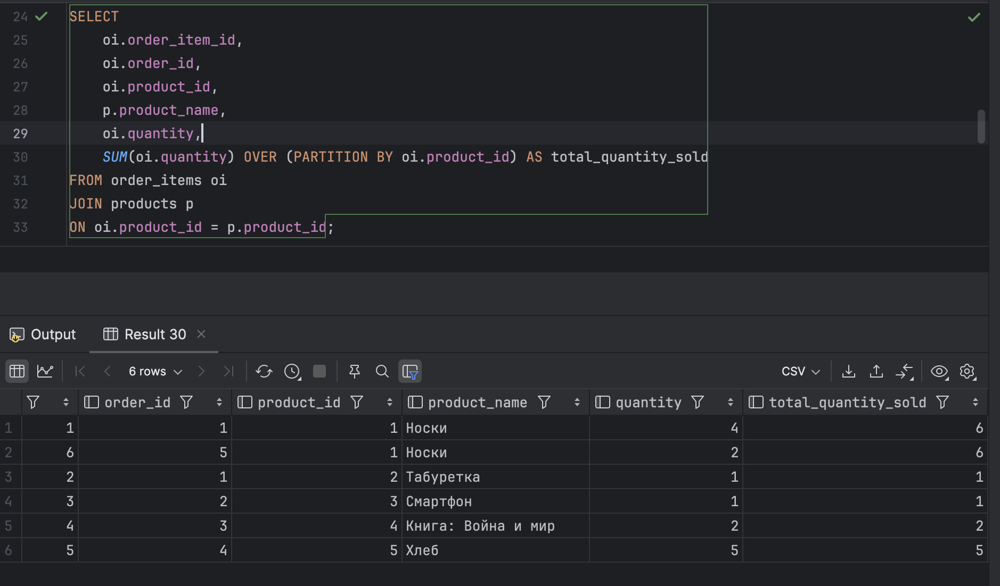 24 SELECT
25 oi.order_item_id,
26 oi.order_id,
27 oi.product_id,
28 p.product_name,
29 oi.quantity,
30 SUM(oi.quantity) OVER (PARTITION BY oi.product_id) AS total_quantity_sold
31 FROM order_items oi
32 JOIN products p
33 ON oi.product_id = p.product_id;
Output Result 30
6 rows CSV
order_id product_id product_name quantity total_quantity_sold
1 1 1 1 Носки 4 6
2 6 5 1 Носки 2 6
3 2 1 2 Табуретка 1 1
4 3 2 3 Смартфон 1 1
5 4 3 4 Книга: Война и мир 2 2
6 5 4 5 Хлеб 5 5